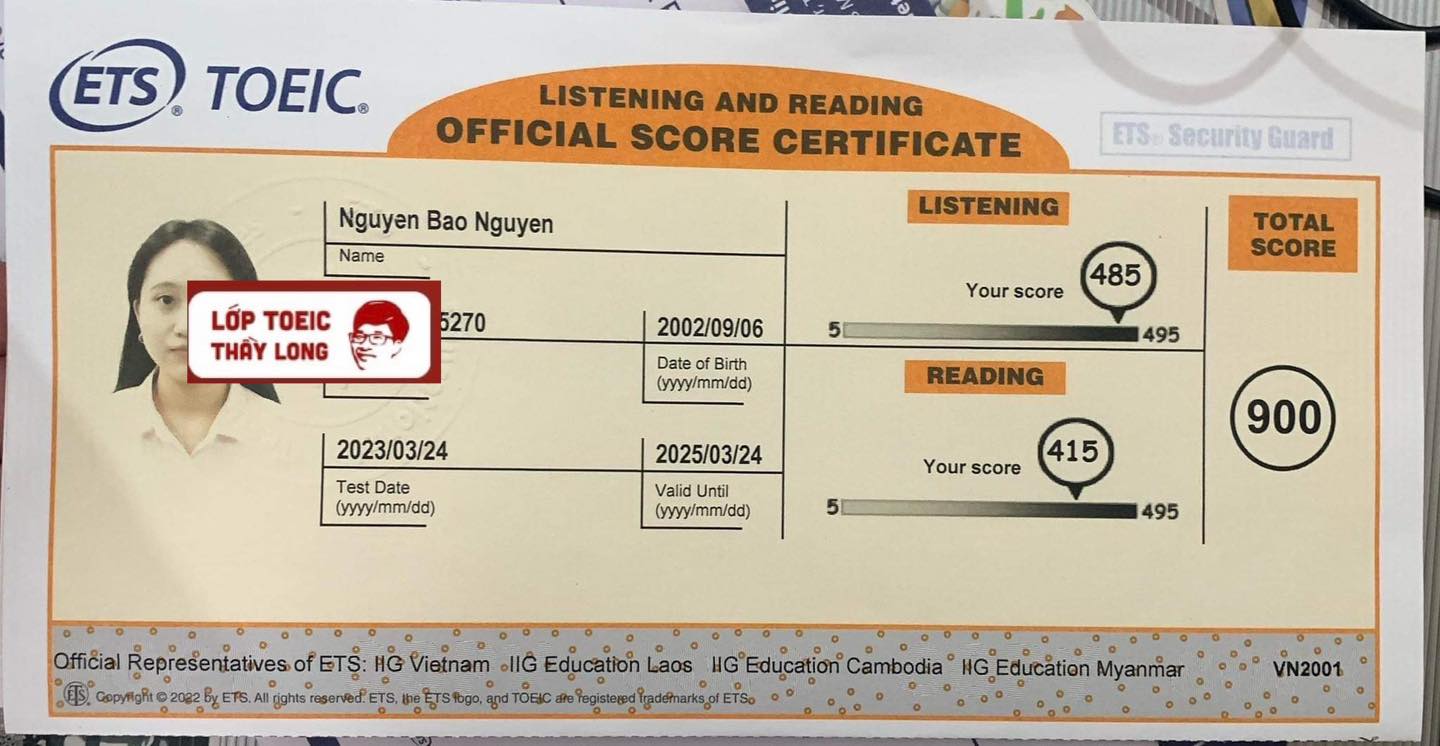 ETS® TOEIC®
LISTENING AND READING
OFFICIAL SCORE CERTIFICATE
ETS® Security Guard
Nguyen Bao Nguyen
Name
LỚP TOEIC
THẦY LONG
5270
2002/09/06
Date of Birth
(yyyy/mm/dd)
2023/03/24
Test Date
(yyyy/mm/dd)
2025/03/24
Valid Until
(yyyy/mm/dd)
LISTENING
Your score
485
5
495
READING
Your score
415
5
495
TOTAL
SCORE
900
Official Representatives of ETS: IIG Vietnam IIG Education Laos IIG Education Cambodia IIG Education Myanmar
VN2001
ETS® Copyright © 2022 by ETS. All rights reserved. ETS, the ETS logo, and TOEIC are registered trademarks of ETS.